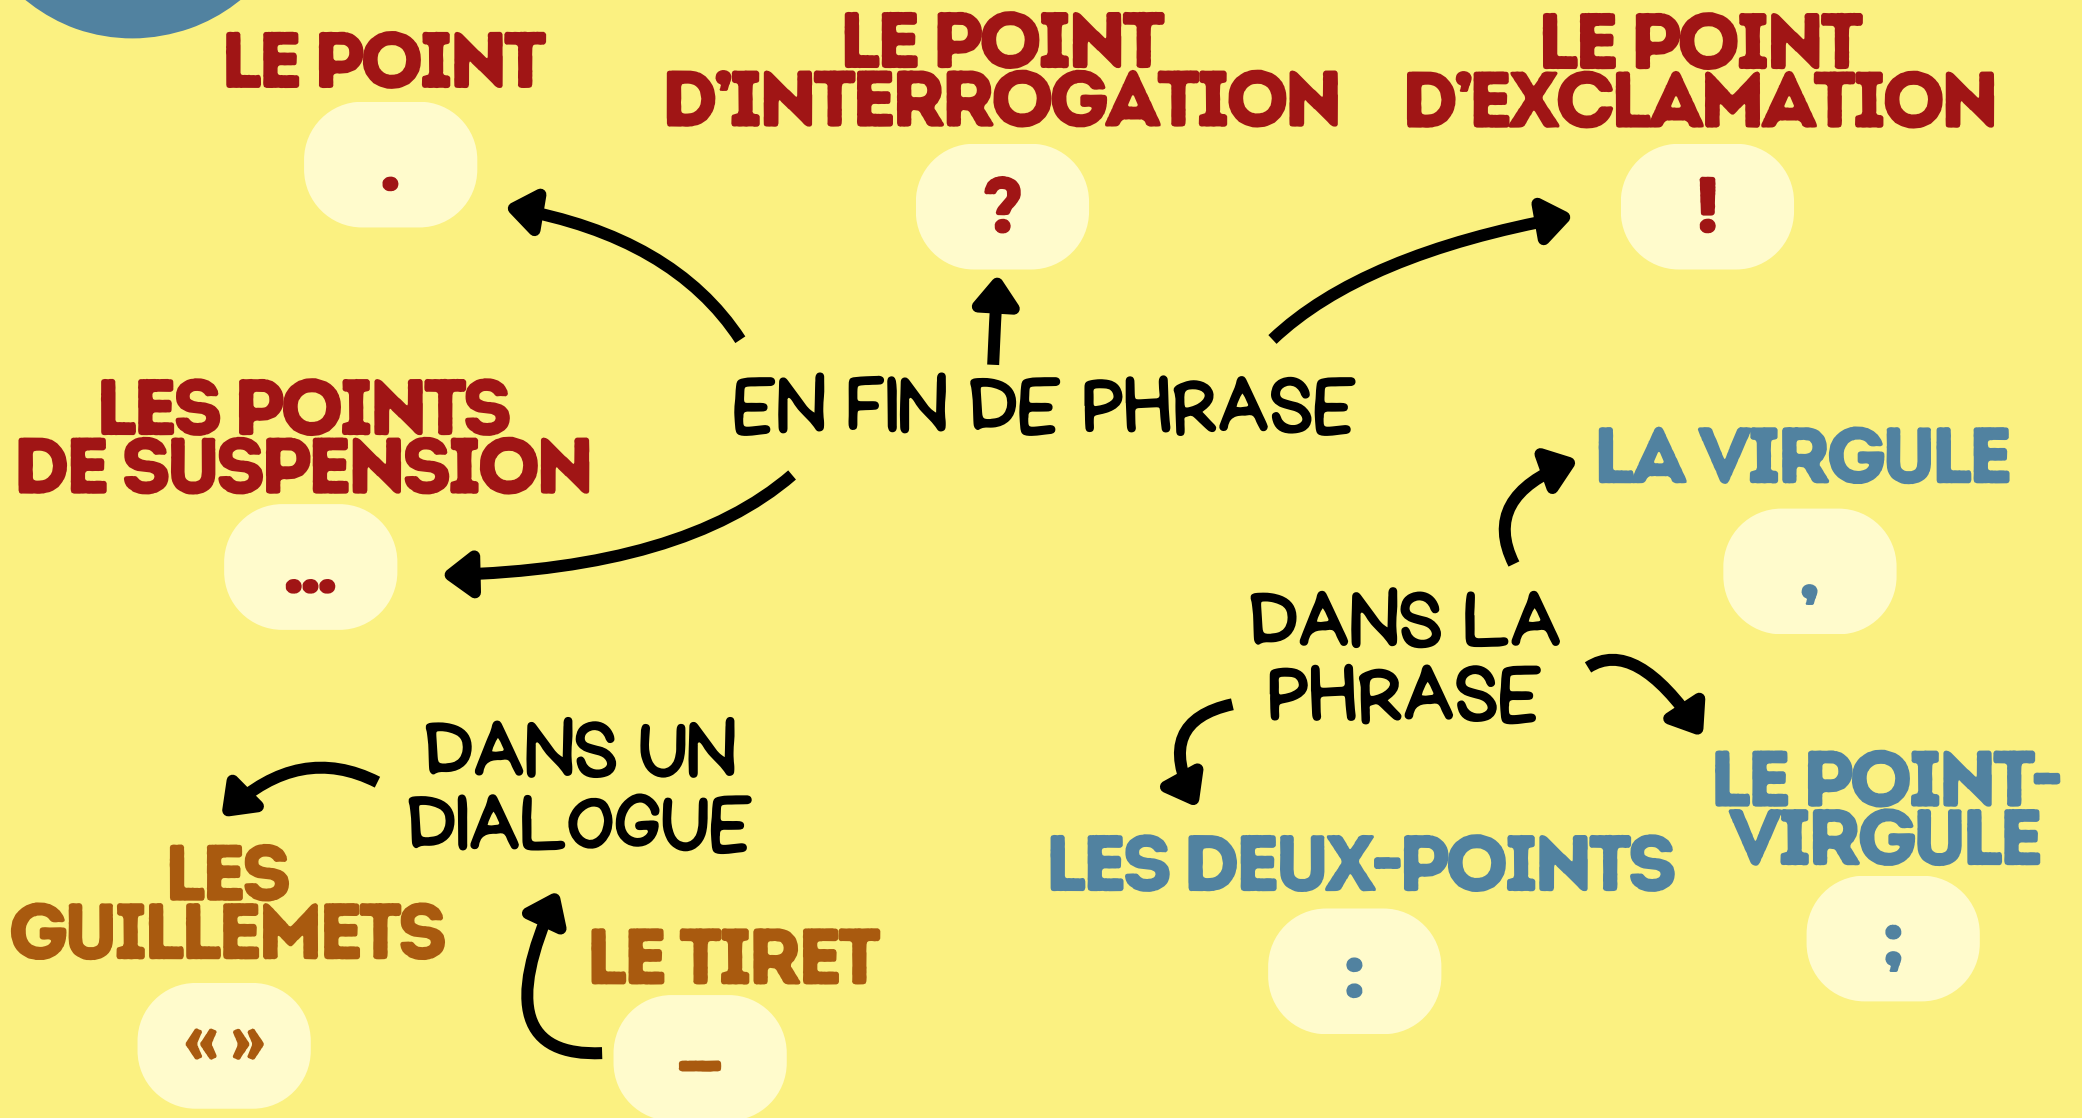 LE POINT
.
LE POINT
D'INTERROGATION
?
LE POINT
D'EXCLAMATION
!
EN FIN DE PHRASE
LES POINTS
DE SUSPENSION
...
LA VIRGULE
,
DANS LA
PHRASE
LE POINT-
VIRGULE
;
LES DEUX-POINTS
:
DANS UN
DIALOGUE
LES
GUILLEMETS
« »
LE TIRET
–